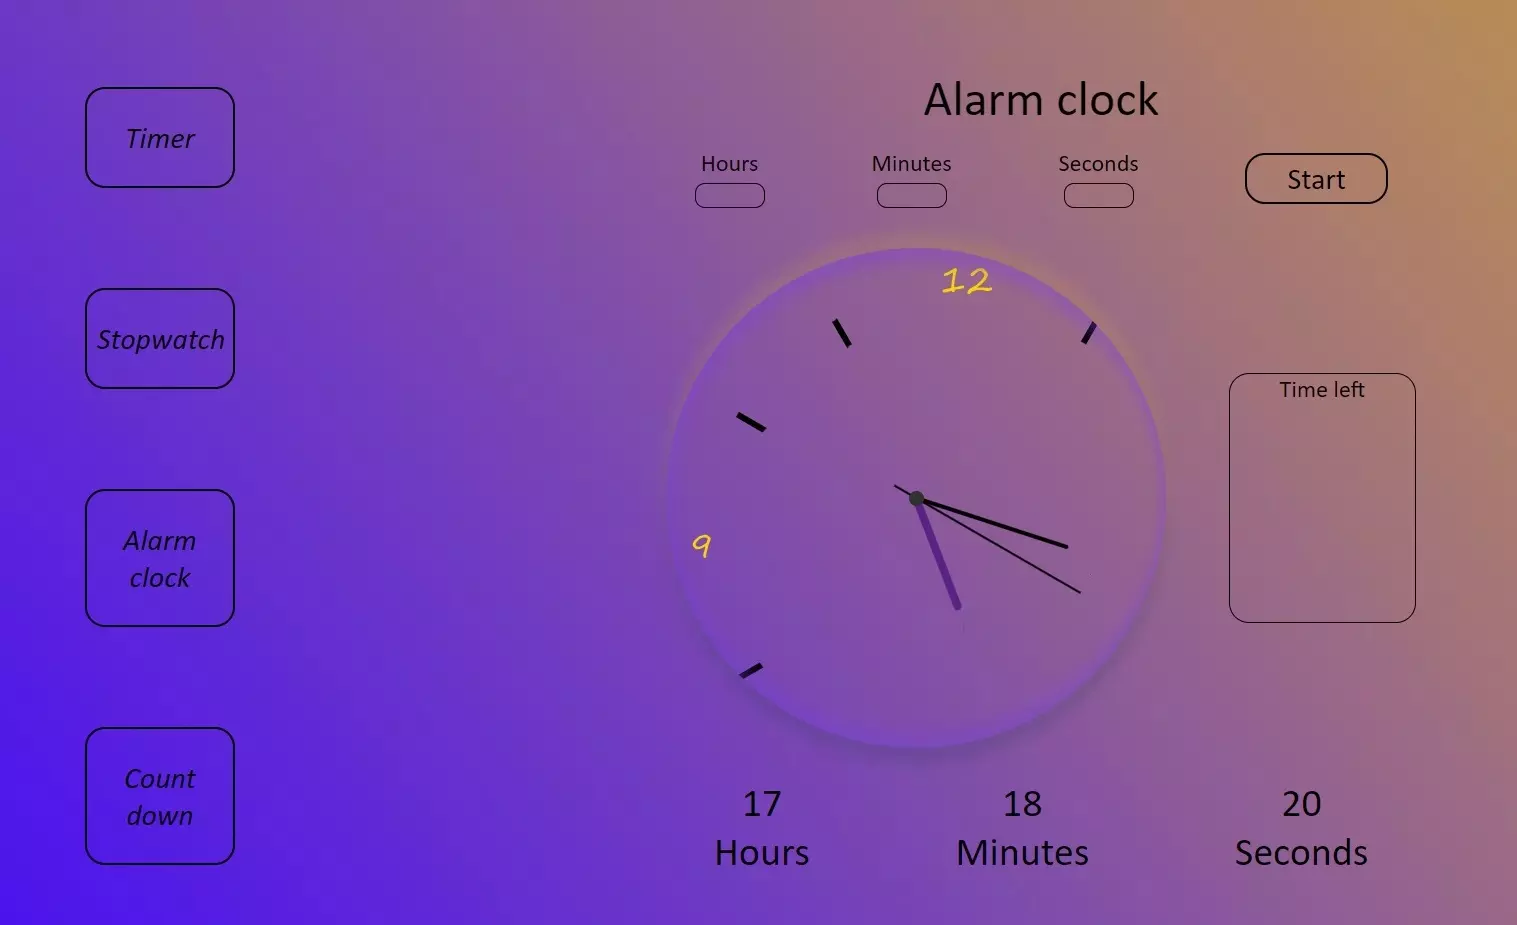 Timer
Stopwatch
Alarm
clock
Count
down
Alarm clock
Hours Minutes Seconds
Start
12
9
Time left
17 18 20
Hours Minutes Seconds